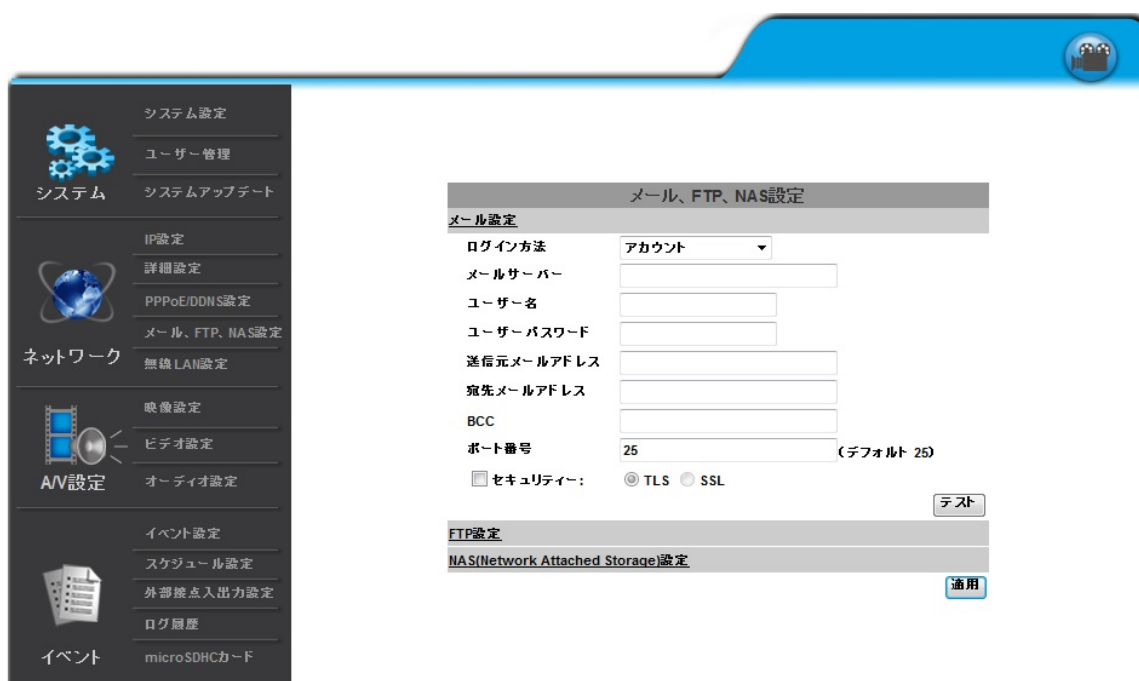 システム設定
ユーザー管理
システム
システムアップデート
IP設定
詳細設定
PPPoE/DDNS設定
メール、FTP、NAS設定
ネットワーク
無線LAN設定
映像設定
ビデオ設定
A/V設定
オーディオ設定
イベント設定
スケジュール設定
外部接点入出力設定
ログ履歴
イベント
microSDHCカード
メール、FTP、NAS設定
メール設定
ログイン方法 アカウント
メールサーバー
ユーザー名
ユーザーパスワード
送信元メールアドレス
宛先メールアドレス
BCC
ポート番号 25 (デフォルト 25)
セキュリティー: TLS SSL
テスト
FTP設定
NAS(Network Attached Storage)設定
適用